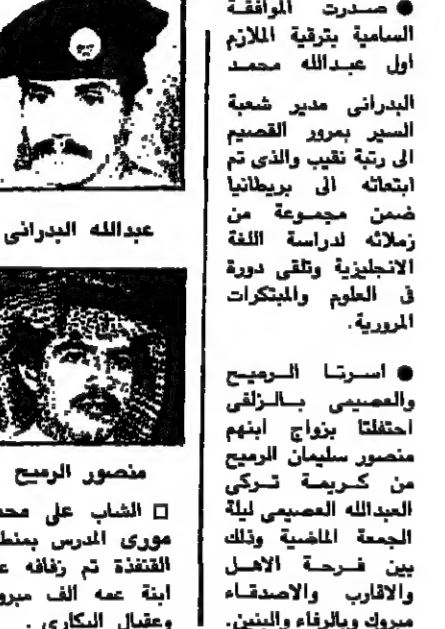 ● صدرت الموافقة
السامية بترقية الملازم
اول عبدالله محمد
البدرانى مدير شعبة
السير بمرور القصيم
الى رتبة نقيب والذى تم
ابتعاثه الى بريطانيا
ضمن مجموعة من
زملائه لدراسة اللغة
الانجليزية وتلقى دورة
فى العلوم والمبتكرات
المرورية.
● اسرتا الرميح
والعصيمى بالزلفى
احتفلتا بزواج ابنهم
منصور سليمان الرميح
من كريمة تركى
العبدالله العصيمى ليلة
الجمعة الماضية وذلك
بين فرحة الاهل
والاقارب والاصدقاء
مبروك وبالرفاء والبنين.
عبدالله البدرانى
منصور الرميح
□ الشاب على
مورى المدرس
القنفذة تم زفافه
ابنة عمه الف
وعقبال البكارى .